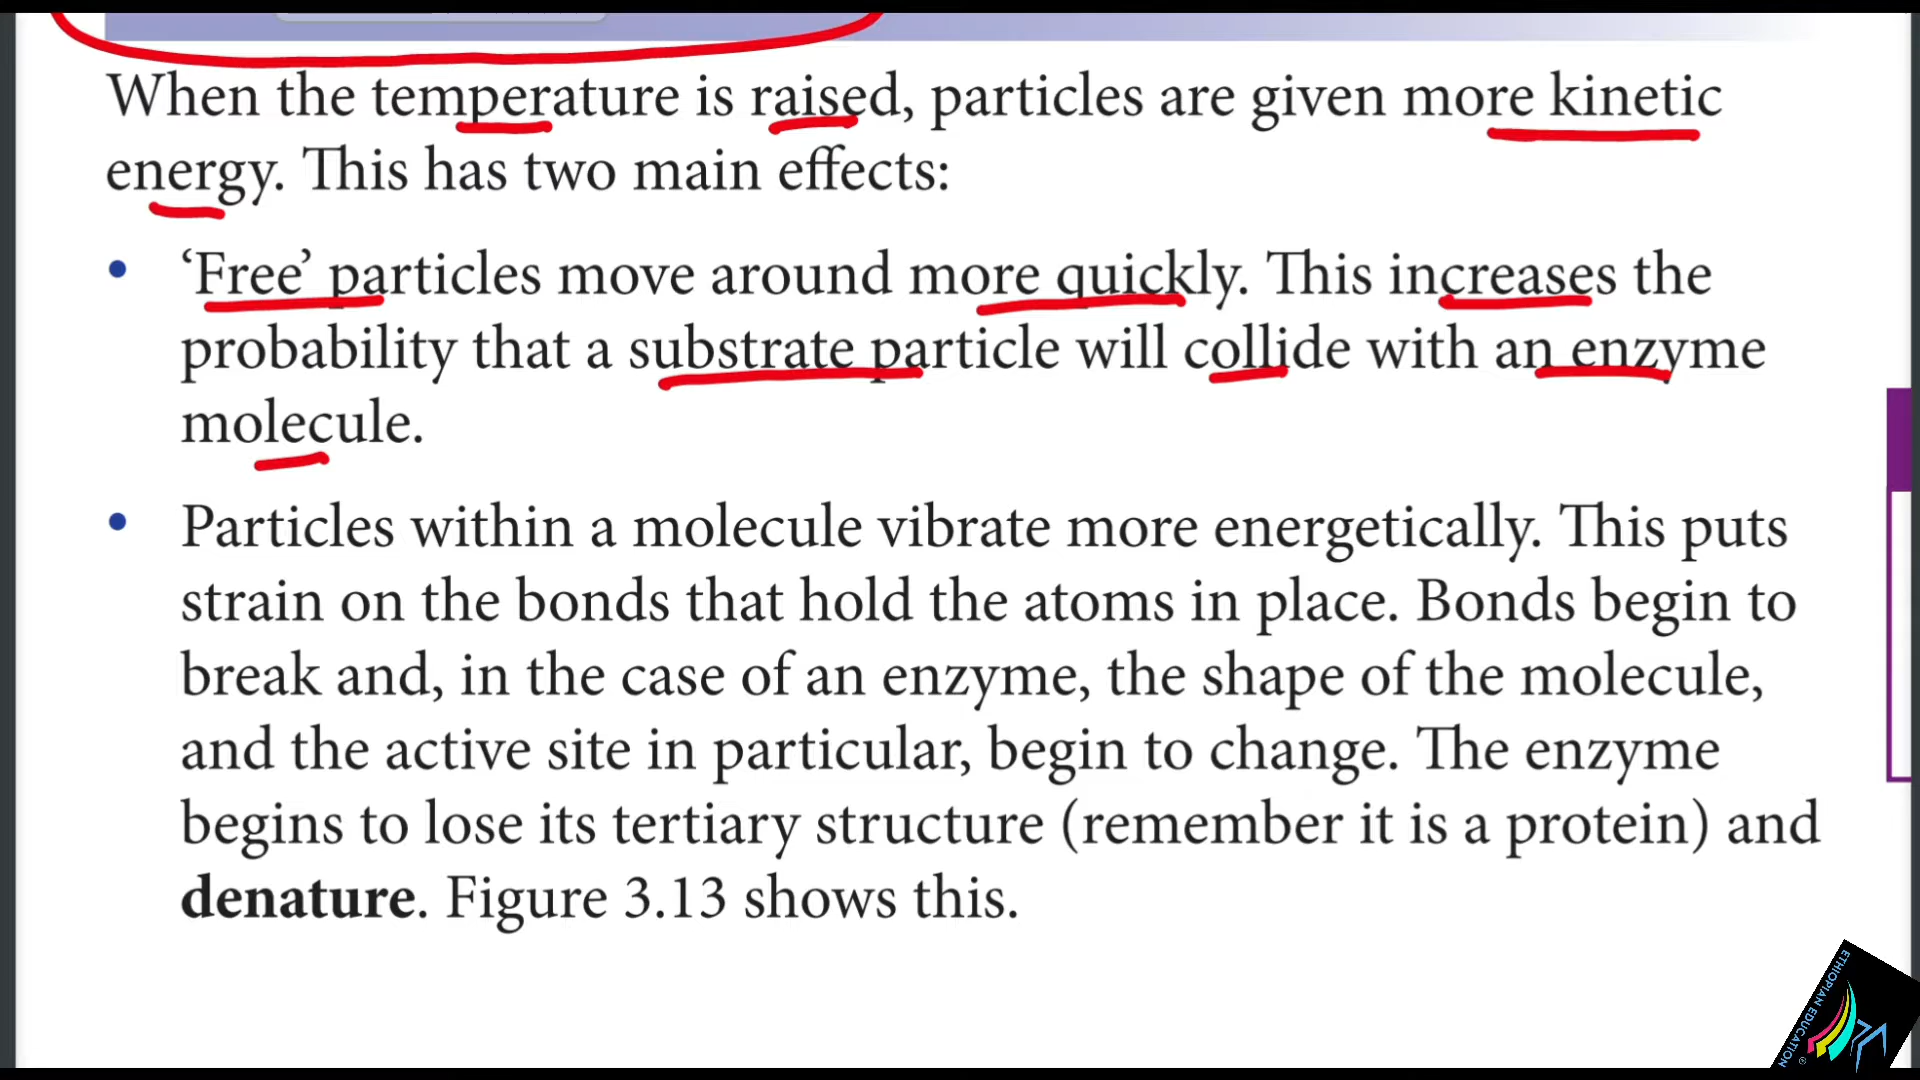 When the temperature is raised, particles are given more kinetic
energy. This has two main effects:
• ‘Free’ particles move around more quickly. This increases the
probability that a substrate particle will collide with an enzyme
molecule.
• Particles within a molecule vibrate more energetically. This puts
strain on the bonds that hold the atoms in place. Bonds begin to
break and, in the case of an enzyme, the shape of the molecule,
and the active site in particular, begin to change. The enzyme
begins to lose its tertiary structure (remember it is a protein) and
denature. Figure 3.13 shows this.
ETHIOPIAN EDUCATION
®